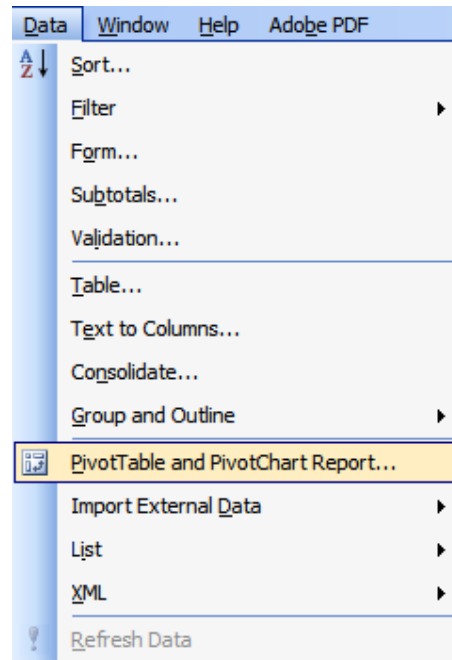 Data Window Help Adobe PDF
Sort...
Filter
Form...
Subtotals...
Validation...
Table...
Text to Columns...
Consolidate...
Group and Outline
PivotTable and PivotChart Report...
Import External Data
List
XML
Refresh Data